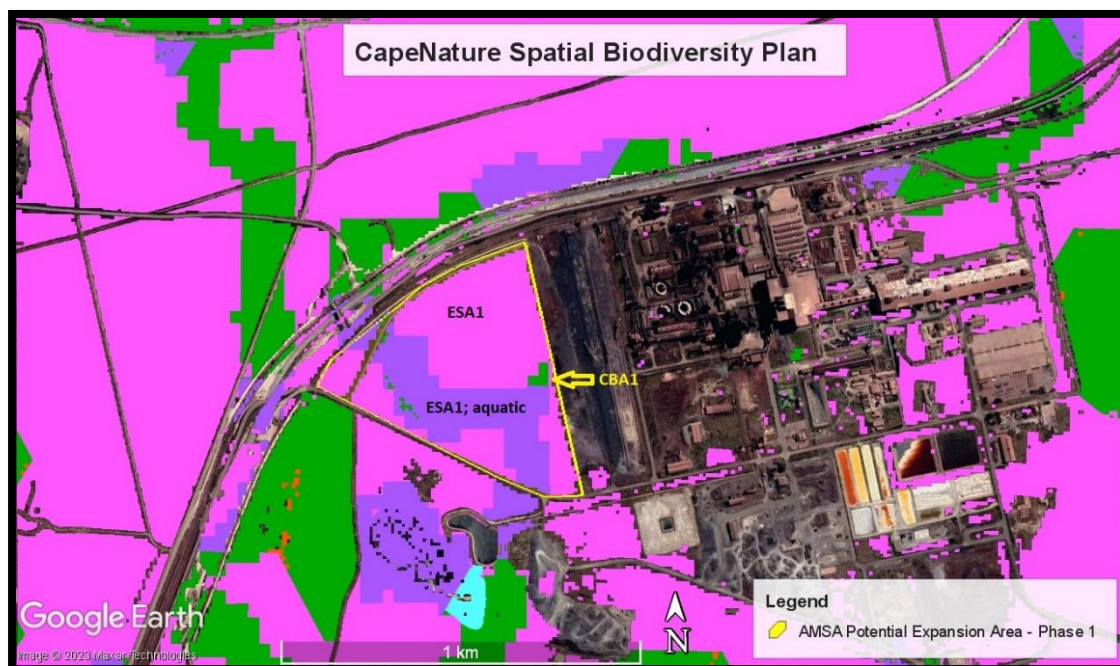 CapeNature Spatial Biodiversity Plan
ESA1
CBA1
ESA1; aquatic
Google Earth
Image © 2023 Maxar Technologies
1 km
N
Legend
AMSA Potential Expansion Area - Phase 1